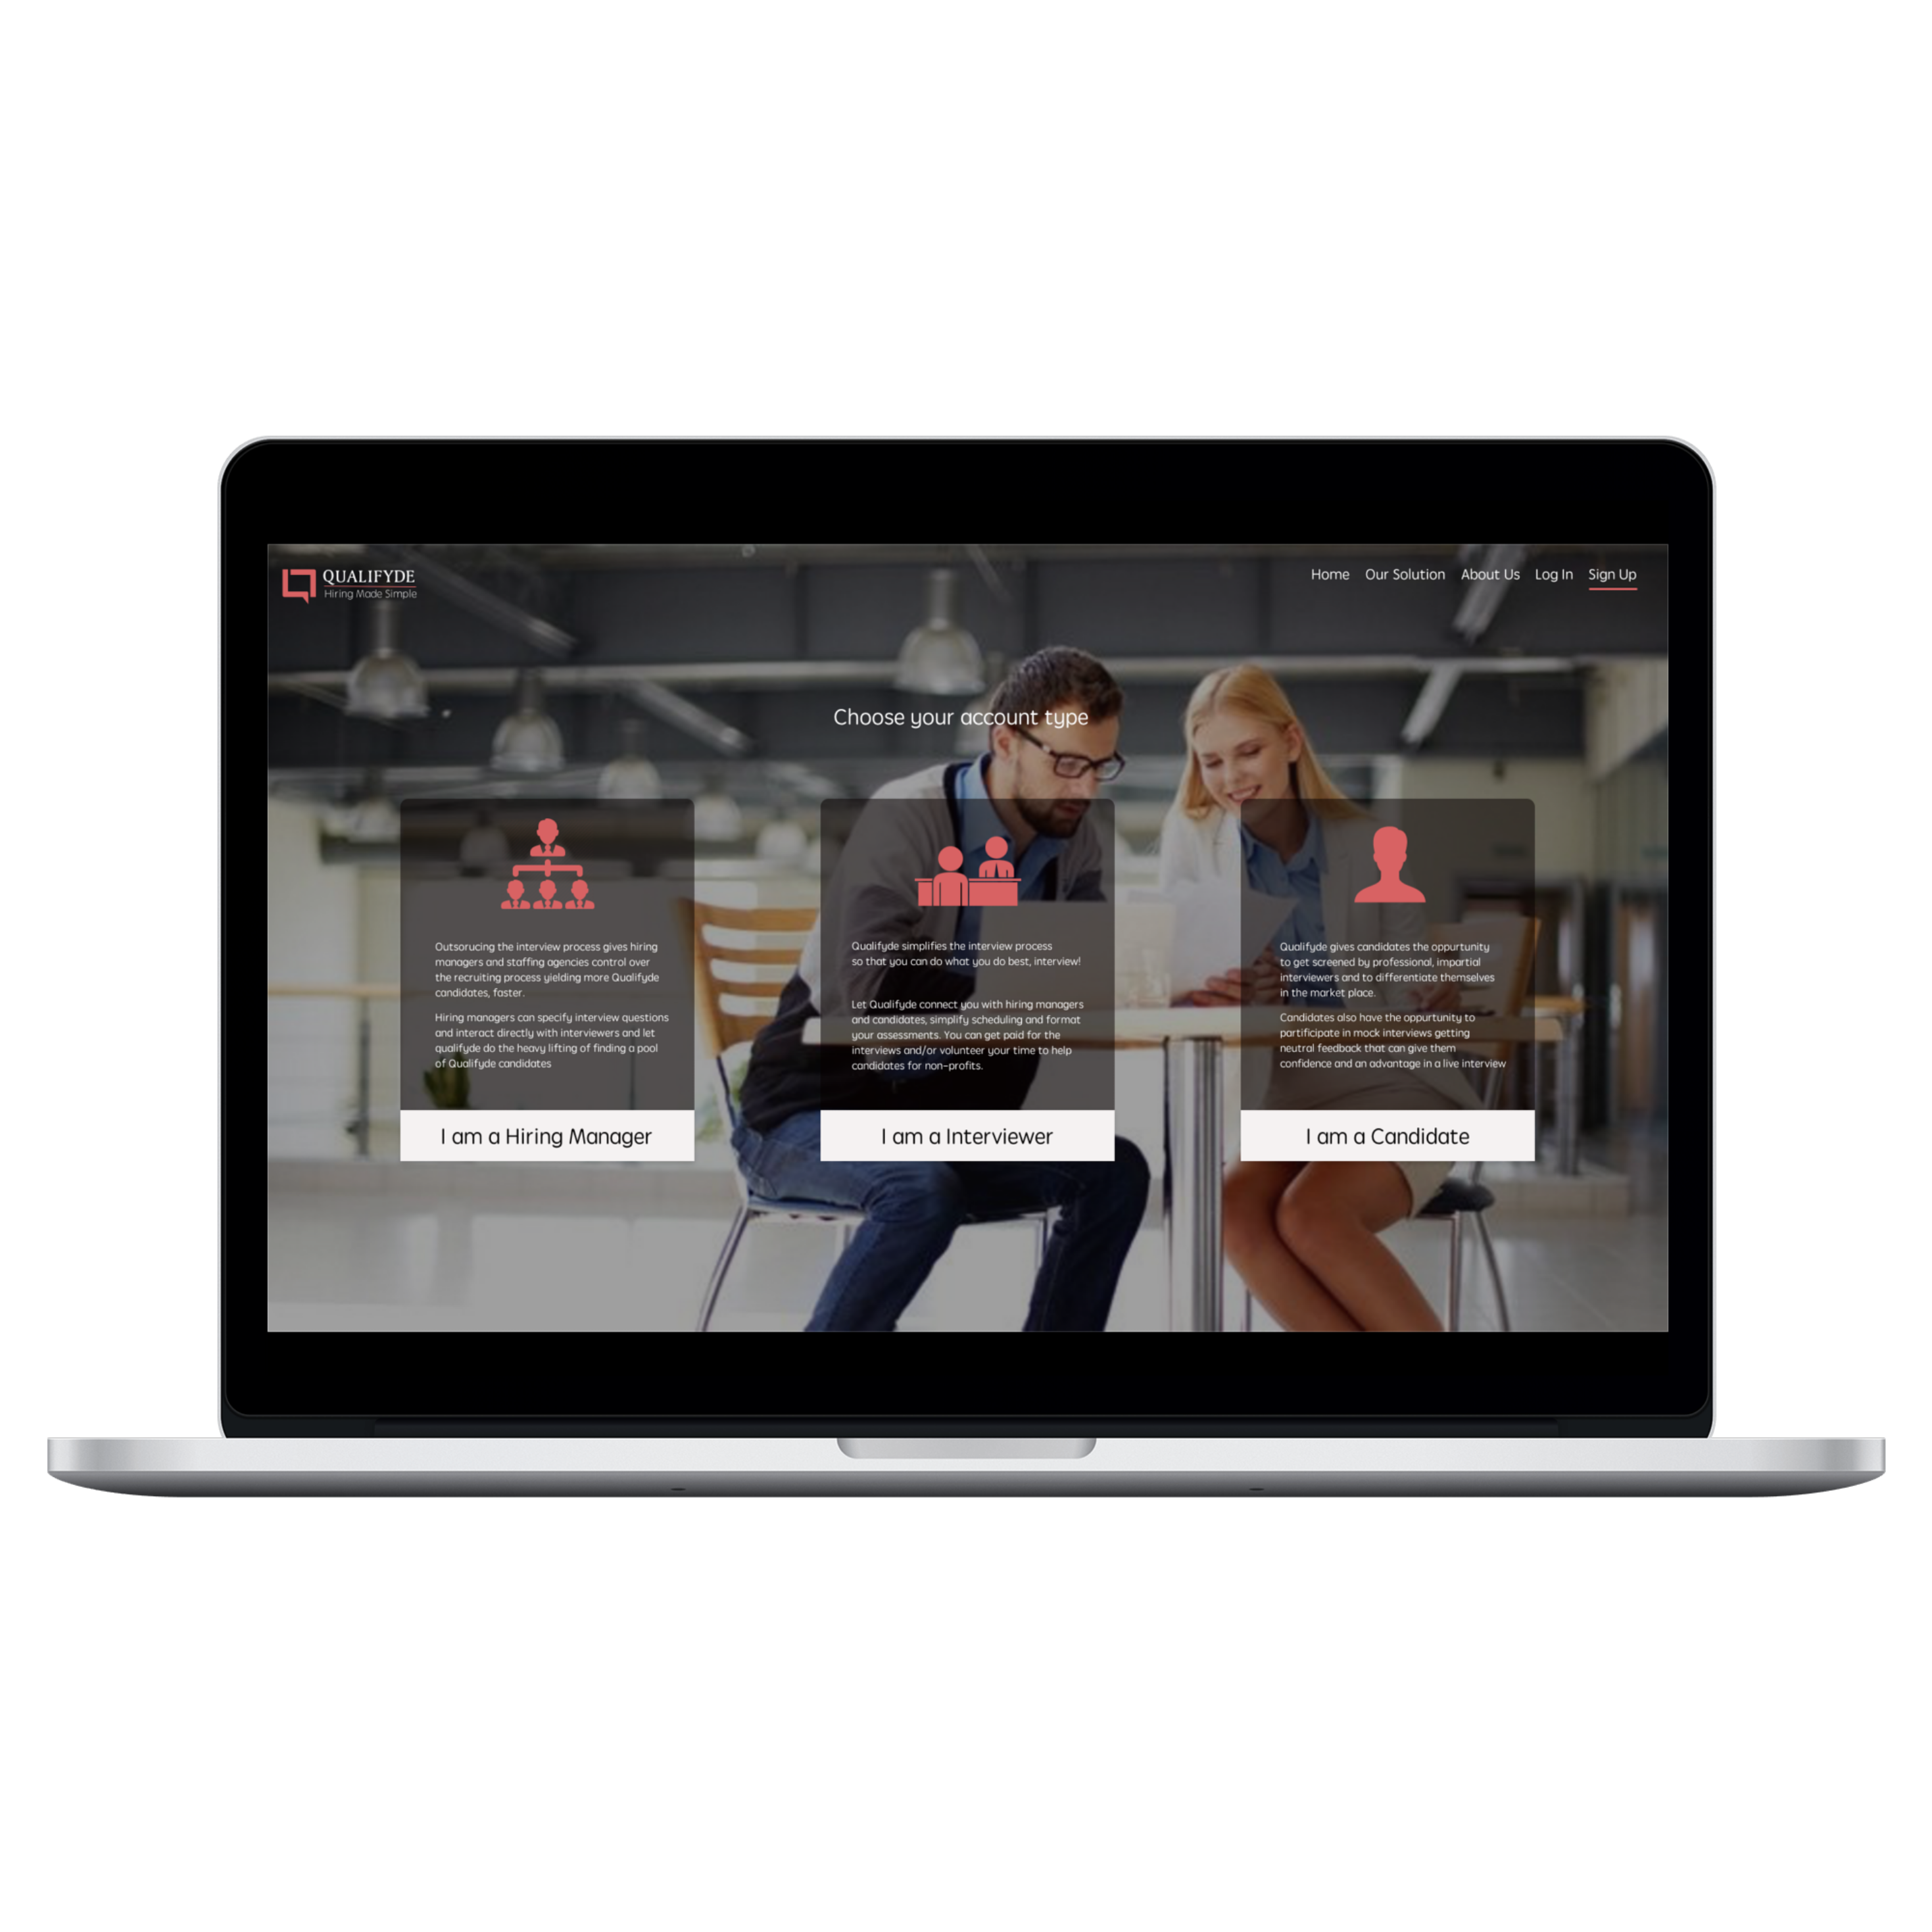 QUALIFYDE
Hiring Made Simple
Home Our Solution About Us Log In Sign Up
Choose your account type
Outsorucing the interview process gives hiring
managers and staffing agencies control over
the recruiting process yielding more Qualifyde
candidates, faster.
Hiring managers can specify interview questions
and interact directly with interviewers and let
qualifyde do the heavy lifting of finding a pool
of Qualifyde candidates
I am a Hiring Manager
Qualifyde simplifies the interview process
so that you can do what you do best, interview!
Let Qualifyde connect you with hiring managers
and candidates, simplify scheduling and format
your assessments. You can get paid for the
interviews and/or volunteer your time to help
candidates for non-profits.
I am a Interviewer
Qualifyde gives candidates the oppurtunity
to get screened by professional, impartial
interviewers and to differentiate themselves
in the market place.
Candidates also have the oppurtunity to
partificipate in mock interviews getting
neutral feedback that can give them
confidence and an advantage in a live interview
I am a Candidate